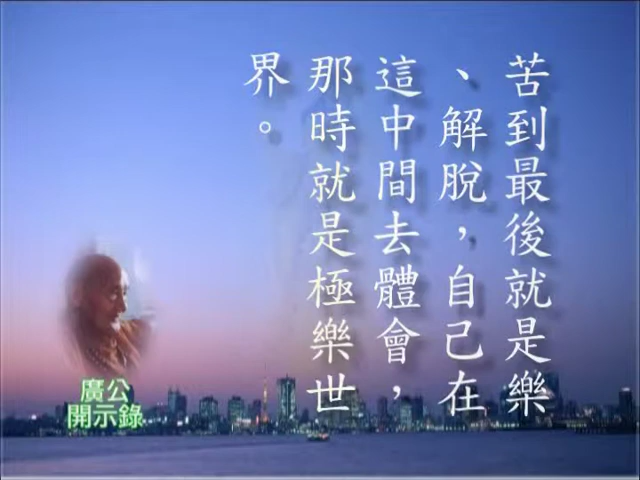 苦到最後就是樂
、解脫，自己在
這中間去體會，
那時就是極樂世
界。
廣公
開示錄